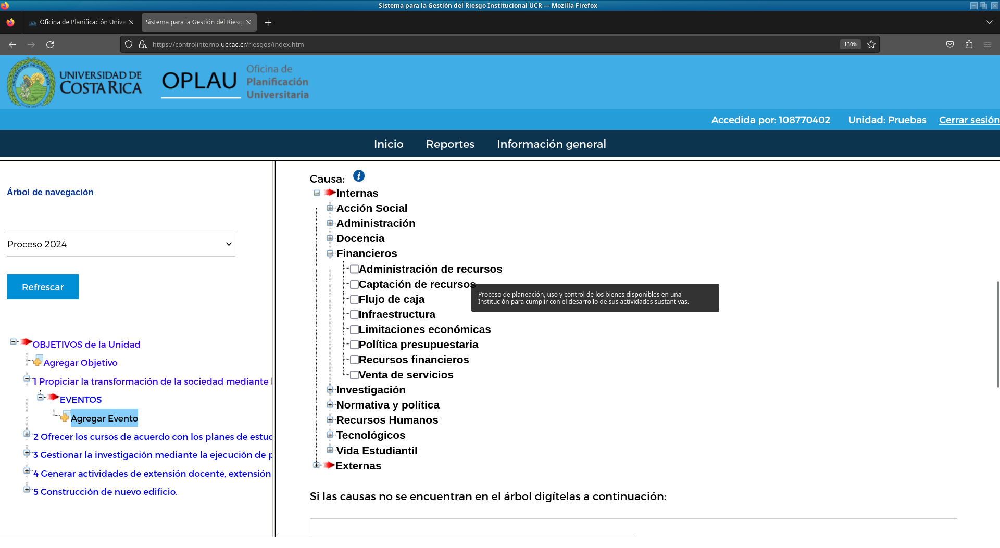 Sistema para la Gestión del Riesgo Institucional UCR — Mozilla Firefox
Oficina de Planificación Unive
Sistema para la Gestión del Riesg
https://controlinterno.ucr.ac.cr/riesgos/index.htm
130%
UNIVERSIDAD DE
COSTA RICA
OPLAU
Oficina de
Planificación
Universitaria
Accedida por: 108770402
Unidad: Pruebas
Cerrar sesión
Inicio
Reportes
Información general
Árbol de navegación
Proceso 2024
Refrescar
OBJETIVOS de la Unidad
Agregar Objetivo
1 Propiciar la transformación de la sociedad mediante
EVENTOS
Agregar Evento
2 Ofrecer los cursos de acuerdo con los planes de estud
3 Gestionar la investigación mediante la ejecución de p
4 Generar actividades de extensión docente, extensión
5 Construcción de nuevo edificio.
Causa:
Internas
Acción Social
Administración
Docencia
Financieros
Administración de recursos
Captación de recursos
Proceso de planeación, uso y control de los bienes disponibles en una
Institución para cumplir con el desarrollo de sus actividades sustantivas.
Flujo de caja
Infraestructura
Limitaciones económicas
Política presupuestaria
Recursos financieros
Venta de servicios
Investigación
Normativa y política
Recursos Humanos
Tecnológicos
Vida Estudiantil
Externas
Si las causas no se encuentran en el árbol digítelas a continuación: